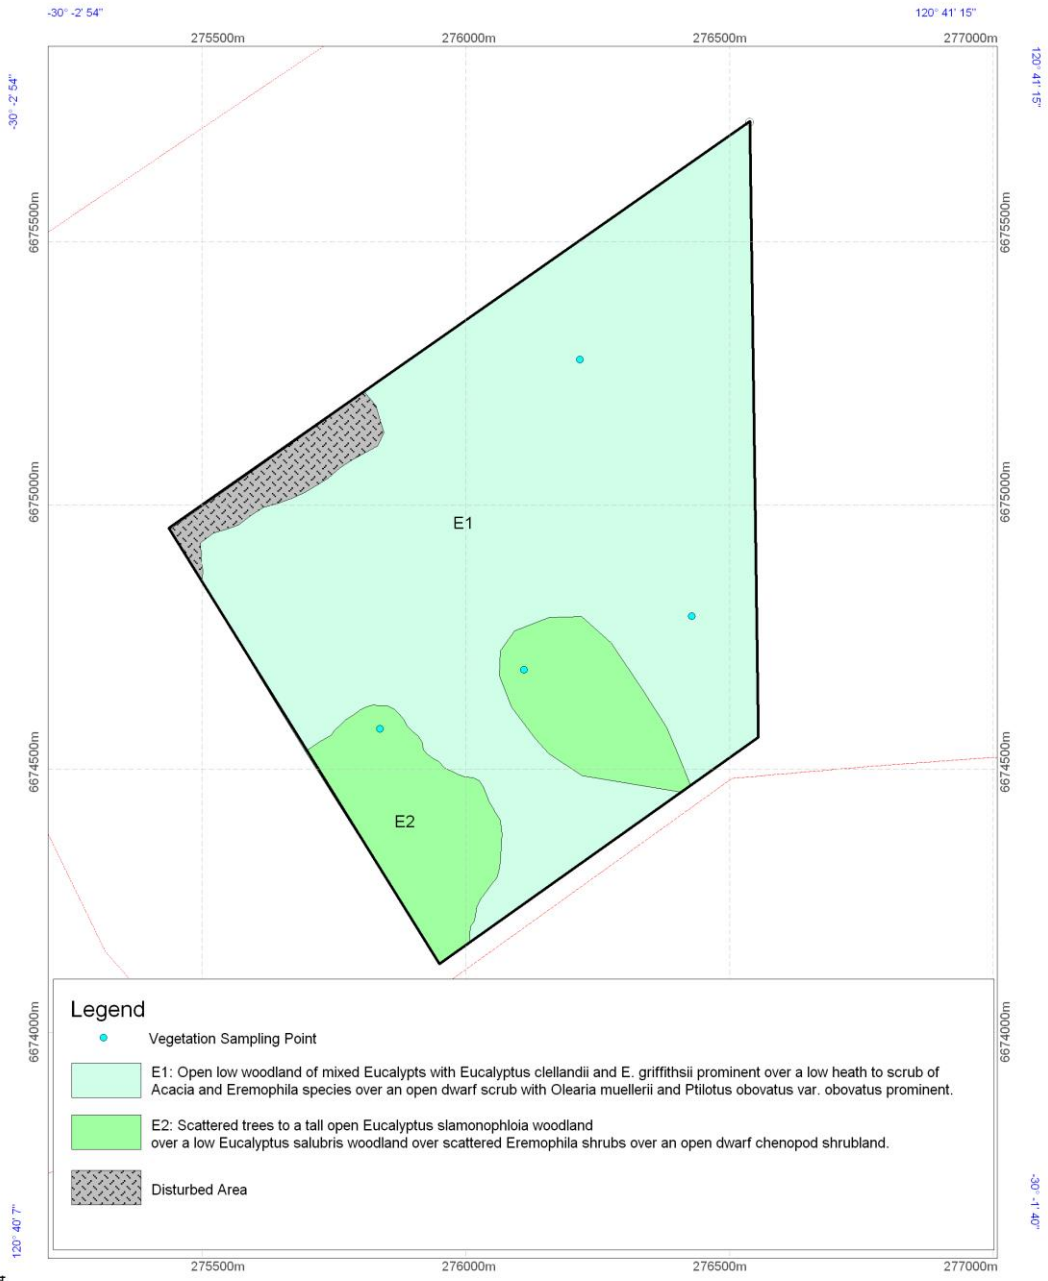 -30° -2' 54"
120° 41' 15"
275500m
276000m
276500m
277000m
-30° -2' 54"
120° 41' 15"
6675500m
6675500m
6675000m
6675000m
E1
6674500m
6674500m
E2
6674000m
6674000m
Legend
Vegetation Sampling Point
E1: Open low woodland of mixed Eucalypts with Eucalyptus clellandii and E. griffithsii prominent over a low heath to scrub of
Acacia and Eremophila species over an open dwarf scrub with Olearia muellerii and Ptilotus obovatus var. obovatus prominent.
E2: Scattered trees to a tall open Eucalyptus slamonophloia woodland
over a low Eucalyptus salubris woodland over scattered Eremophila shrubs over an open dwarf chenopod shrubland.
Disturbed Area
120° 40' 7"
-30° -1' 40"
275500m
276000m
276500m
277000m